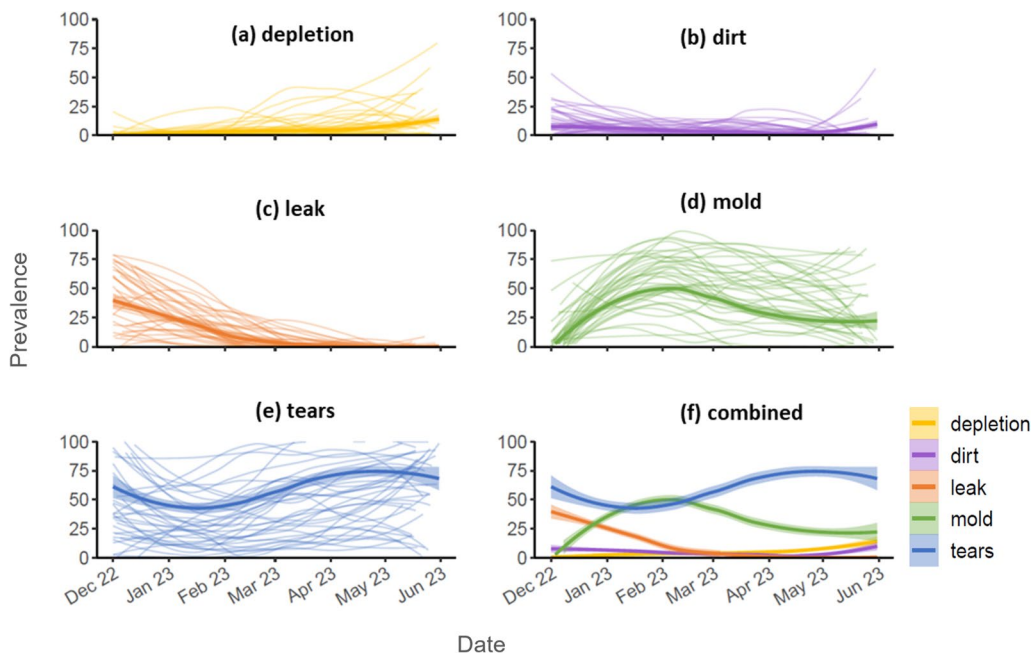 (a) depletion
100
75
50
25
0
(b) dirt
100
75
50
25
0
(c) leak
100
75
50
25
0
(d) mold
100
75
50
25
0
Prevalence
(e) tears
100
75
50
25
0
Dec 22
Jan 23
Feb 23
Mar 23
Apr 23
May 23
Jun 23
(f) combined
100
75
50
25
0
Dec 22
Jan 23
Feb 23
Mar 23
Apr 23
May 23
Jun 23
depletion
dirt
leak
mold
tears
Date